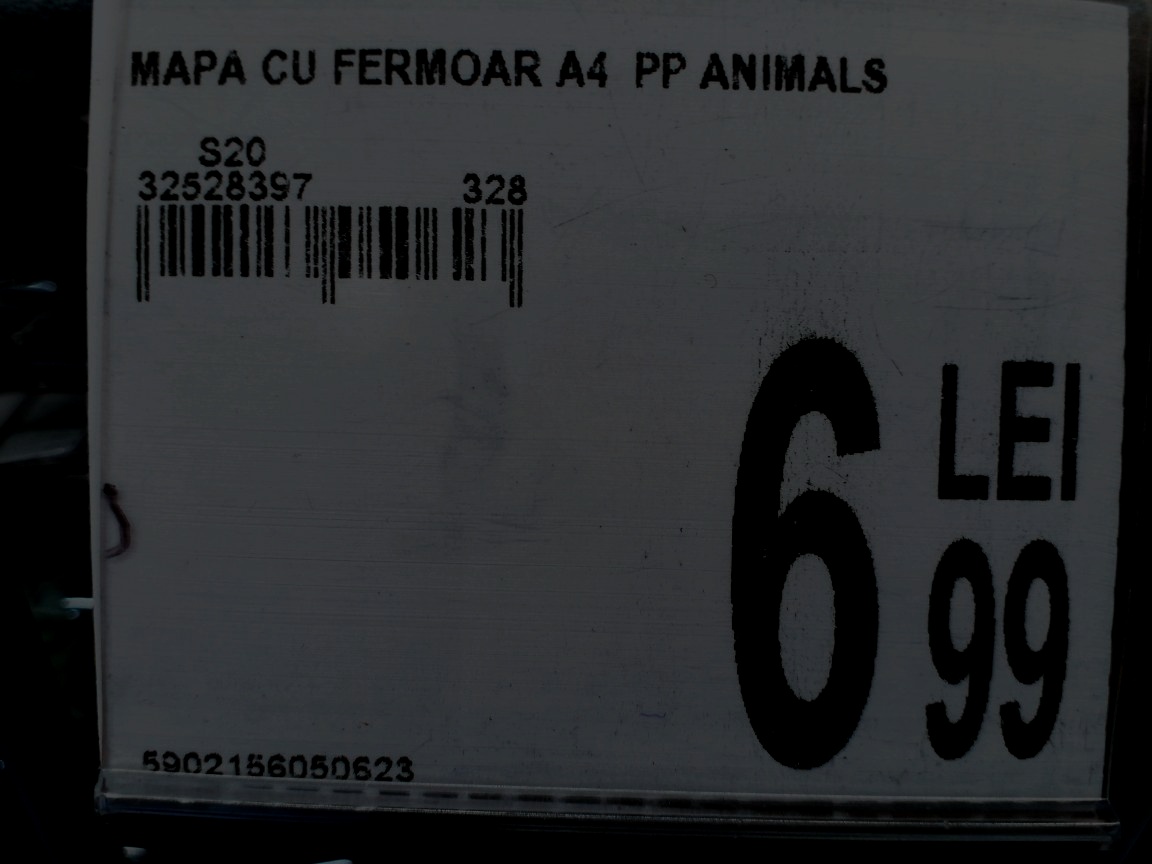 MAPA CU FERMOAR A4 PP ANIMALS
S20
32528397 328
6 LEI
99
5902156050623